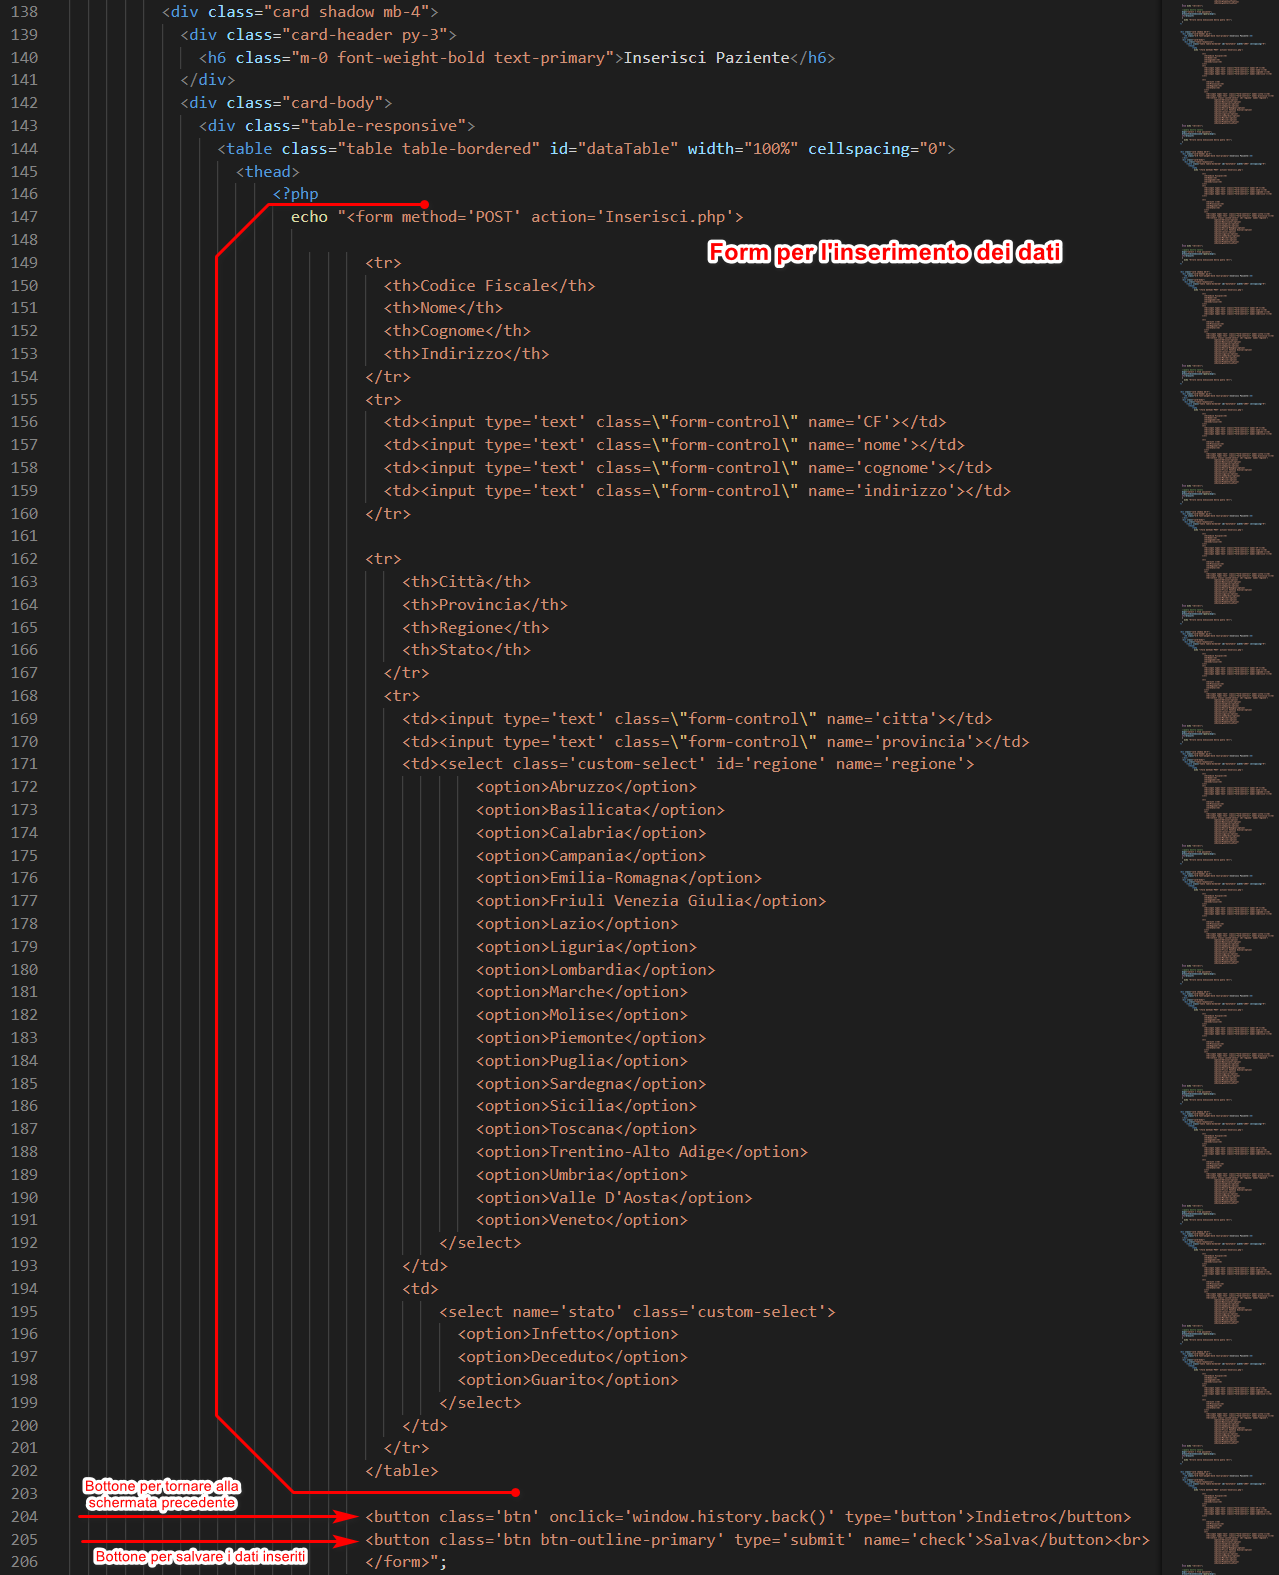 138 <div class="card shadow mb-4">
139 <div class="card-header py-3">
140 <h6 class="m-0 font-weight-bold text-primary">Inserisci Paziente</h6>
141 </div>
142 <div class="card-body">
143 <div class="table-responsive">
144 <table class="table table-bordered" id="dataTable" width="100%" cellspacing="0">
145 <thead>
146 <?php
147 echo "<form method='POST' action='Inserisci.php'>
148
Form per l'inserimento dei dati
149 <tr>
150 <th>Codice Fiscale</th>
151 <th>Nome</th>
152 <th>Cognome</th>
153 <th>Indirizzo</th>
154 </tr>
155 <tr>
156 <td><input type='text' class=\"form-control\" name='CF'></td>
157 <td><input type='text' class=\"form-control\" name='nome'></td>
158 <td><input type='text' class=\"form-control\" name='cognome'></td>
159 <td><input type='text' class=\"form-control\" name='indirizzo'></td>
160 </tr>
161
162 <tr>
163 <th>Città</th>
164 <th>Provincia</th>
165 <th>Regione</th>
166 <th>Stato</th>
167 </tr>
168 <tr>
169 <td><input type='text' class=\"form-control\" name='citta'></td>
170 <td><input type='text' class=\"form-control\" name='provincia'></td>
171 <td><select class='custom-select' id='regione' name='regione'>
172 <option>Abruzzo</option>
173 <option>Basilicata</option>
174 <option>Calabria</option>
175 <option>Campania</option>
176 <option>Emilia-Romagna</option>
177 <option>Friuli Venezia Giulia</option>
178 <option>Lazio</option>
179 <option>Liguria</option>
180 <option>Lombardia</option>
181 <option>Marche</option>
182 <option>Molise</option>
183 <option>Piemonte</option>
184 <option>Puglia</option>
185 <option>Sardegna</option>
186 <option>Sicilia</option>
187 <option>Toscana</option>
188 <option>Trentino-Alto Adige</option>
189 <option>Umbria</option>
190 <option>Valle D'Aosta</option>
191 <option>Veneto</option>
192 </select>
193 </td>
194 <td>
195 <select name='stato' class='custom-select'>
196 <option>Infetto</option>
197 <option>Deceduto</option>
198 <option>Guarito</option>
199 </select>
200 </td>
201 </tr>
202 </table>
Bottone per tornare alla
schermata precedente
203
204 <button class='btn' onclick='window.history.back()' type='button'>Indietro</button>
205 <button class='btn btn-outline-primary' type='submit' name='check'>Salva</button><br>
Bottone per salvare i dati inseriti
206 </form>";